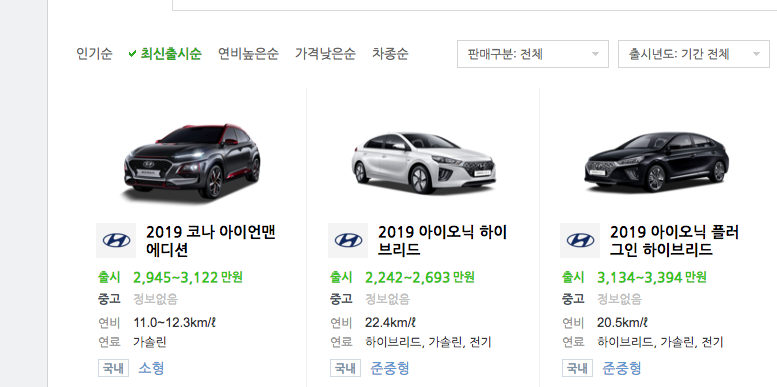 인기순 최신출시순 연비높은순 가격낮은순 차종순 판매구분: 전체 출시년도: 기간 전체
2019 코나 아이언맨
에디션
출시 2,945~3,122 만원
중고 정보없음
연비 11.0~12.3km/ℓ
연료 가솔린
국내 소형
2019 아이오닉 하이
브리드
출시 2,242~2,693 만원
중고 정보없음
연비 22.4km/ℓ
연료 하이브리드, 가솔린, 전기
국내 준중형
2019 아이오닉 플러
그인 하이브리드
출시 3,134~3,394 만원
중고 정보없음
연비 20.5km/ℓ
연료 하이브리드, 가솔린, 전기
국내 준중형